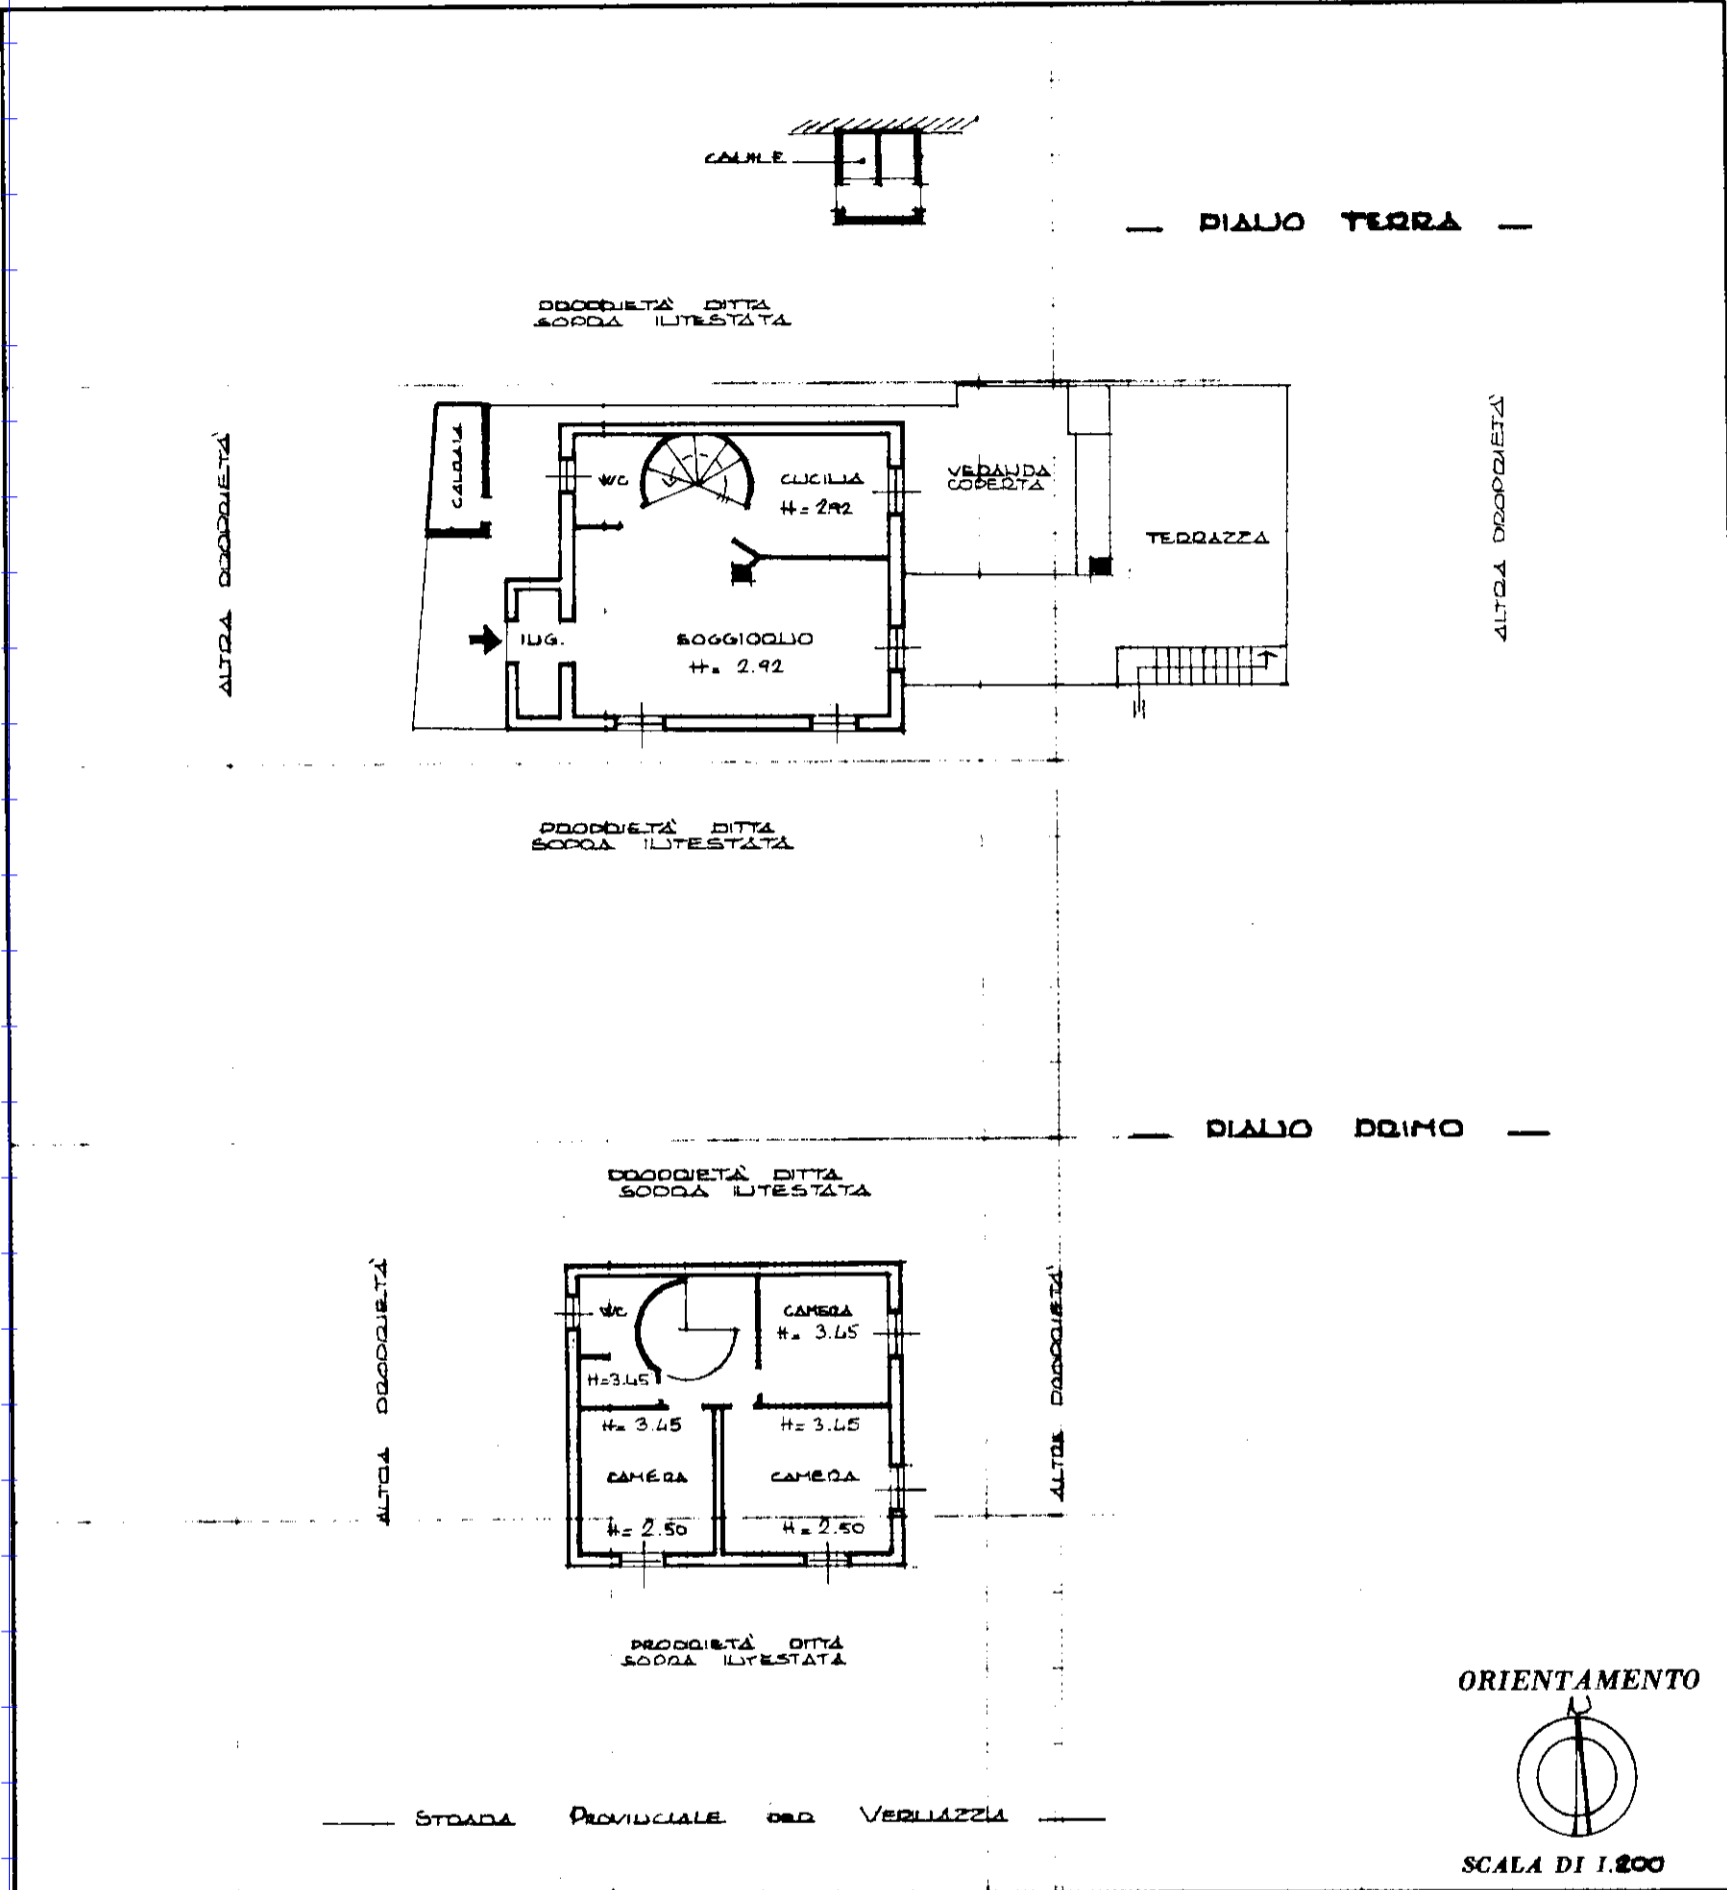 CANILE
— PIANO TERRA —
PROPRIETÀ DITTA
SOPRA INTESTATA
ALTRA PROPRIETÀ
CALDAIA
WC
CUCINA
H= 2.92
VERANDA
COPERTA
TERRAZZA
ALTRA PROPRIETÀ
ING.
SOGGIORNO
H= 2.92
PROPRIETÀ DITTA
SOPRA INTESTATA
— PIANO PRIMO —
PROPRIETÀ DITTA
SOPRA INTESTATA
ALTRA PROPRIETÀ
WC
CAMERA
H= 3.45
H=3.45
H= 3.45
H= 3.45
CAMERA
CAMERA
H= 2.50
H= 2.50
ALTRA PROPRIETÀ
PROPRIETÀ DITTA
SOPRA INTESTATA
ORIENTAMENTO
N
— STRADA PROVINCIALE PER VERNAZZA —
SCALA DI 1.200